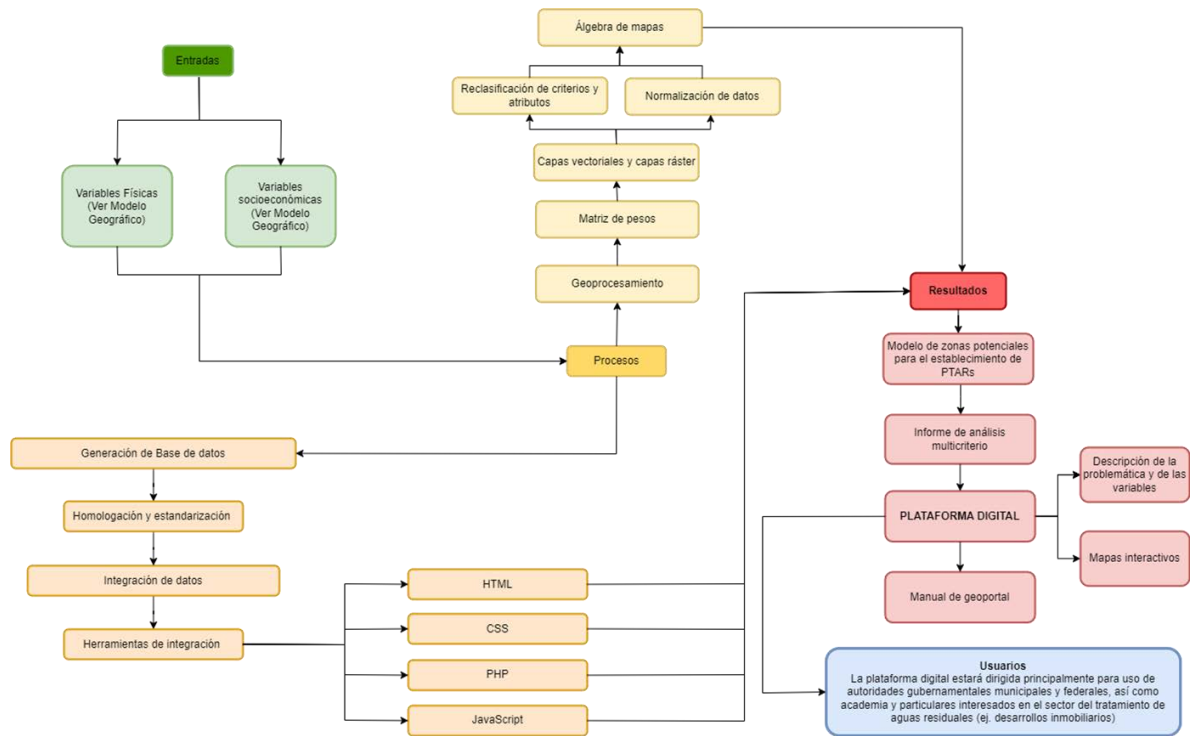 Entradas
Variables Físicas
(Ver Modelo
Geográfico)
Variables
socioeconómicas
(Ver Modelo
Geográfico)
Álgebra de mapas
Reclasificación de criterios y
atributos
Normalización de datos
Capas vectoriales y capas ráster
Matriz de pesos
Geoprocesamiento
Procesos
Generación de Base de datos
Homologación y estandarización
Integración de datos
Herramientas de integración
HTML
CSS
PHP
JavaScript
Resultados
Modelo de zonas potenciales
para el establecimiento de
PTARs
Informe de análisis
multicriterio
PLATAFORMA DIGITAL
Descripción de la
problemática y de las
variables
Mapas interactivos
Manual de geoportal
Usuarios
La plataforma digital estará dirigida principalmente para uso de
autoridades gubernamentales municipales y federales, así como
academia y particulares interesados en el sector del tratamiento de
aguas residuales (ej. desarrollos inmobiliarios)